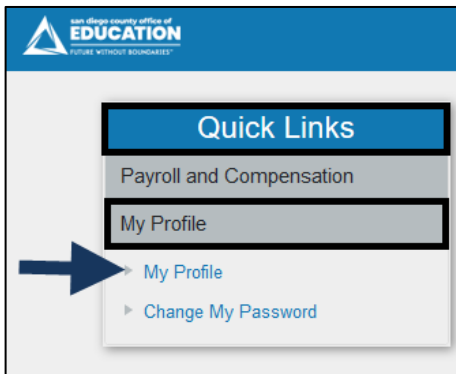 san diego county office of
EDUCATION
FUTURE WITHOUT BOUNDARIES™
Quick Links
Payroll and Compensation
My Profile
My Profile
Change My Password